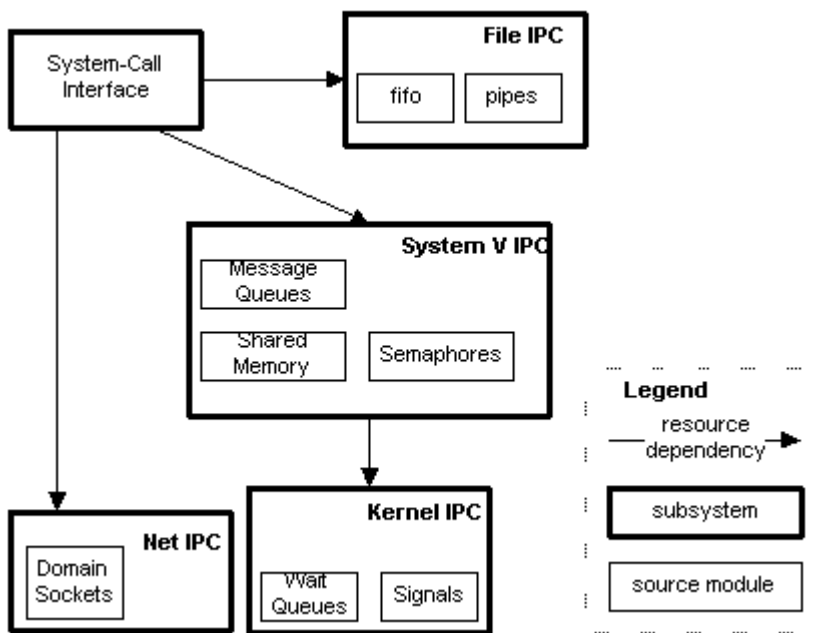 System-Call
Interface
File IPC
fifo
pipes
System V IPC
Message
Queues
Shared
Memory
Semaphores
Legend
resource
dependency
subsystem
source module
Net IPC
Domain
Sockets
Kernel IPC
Wait
Queues
Signals